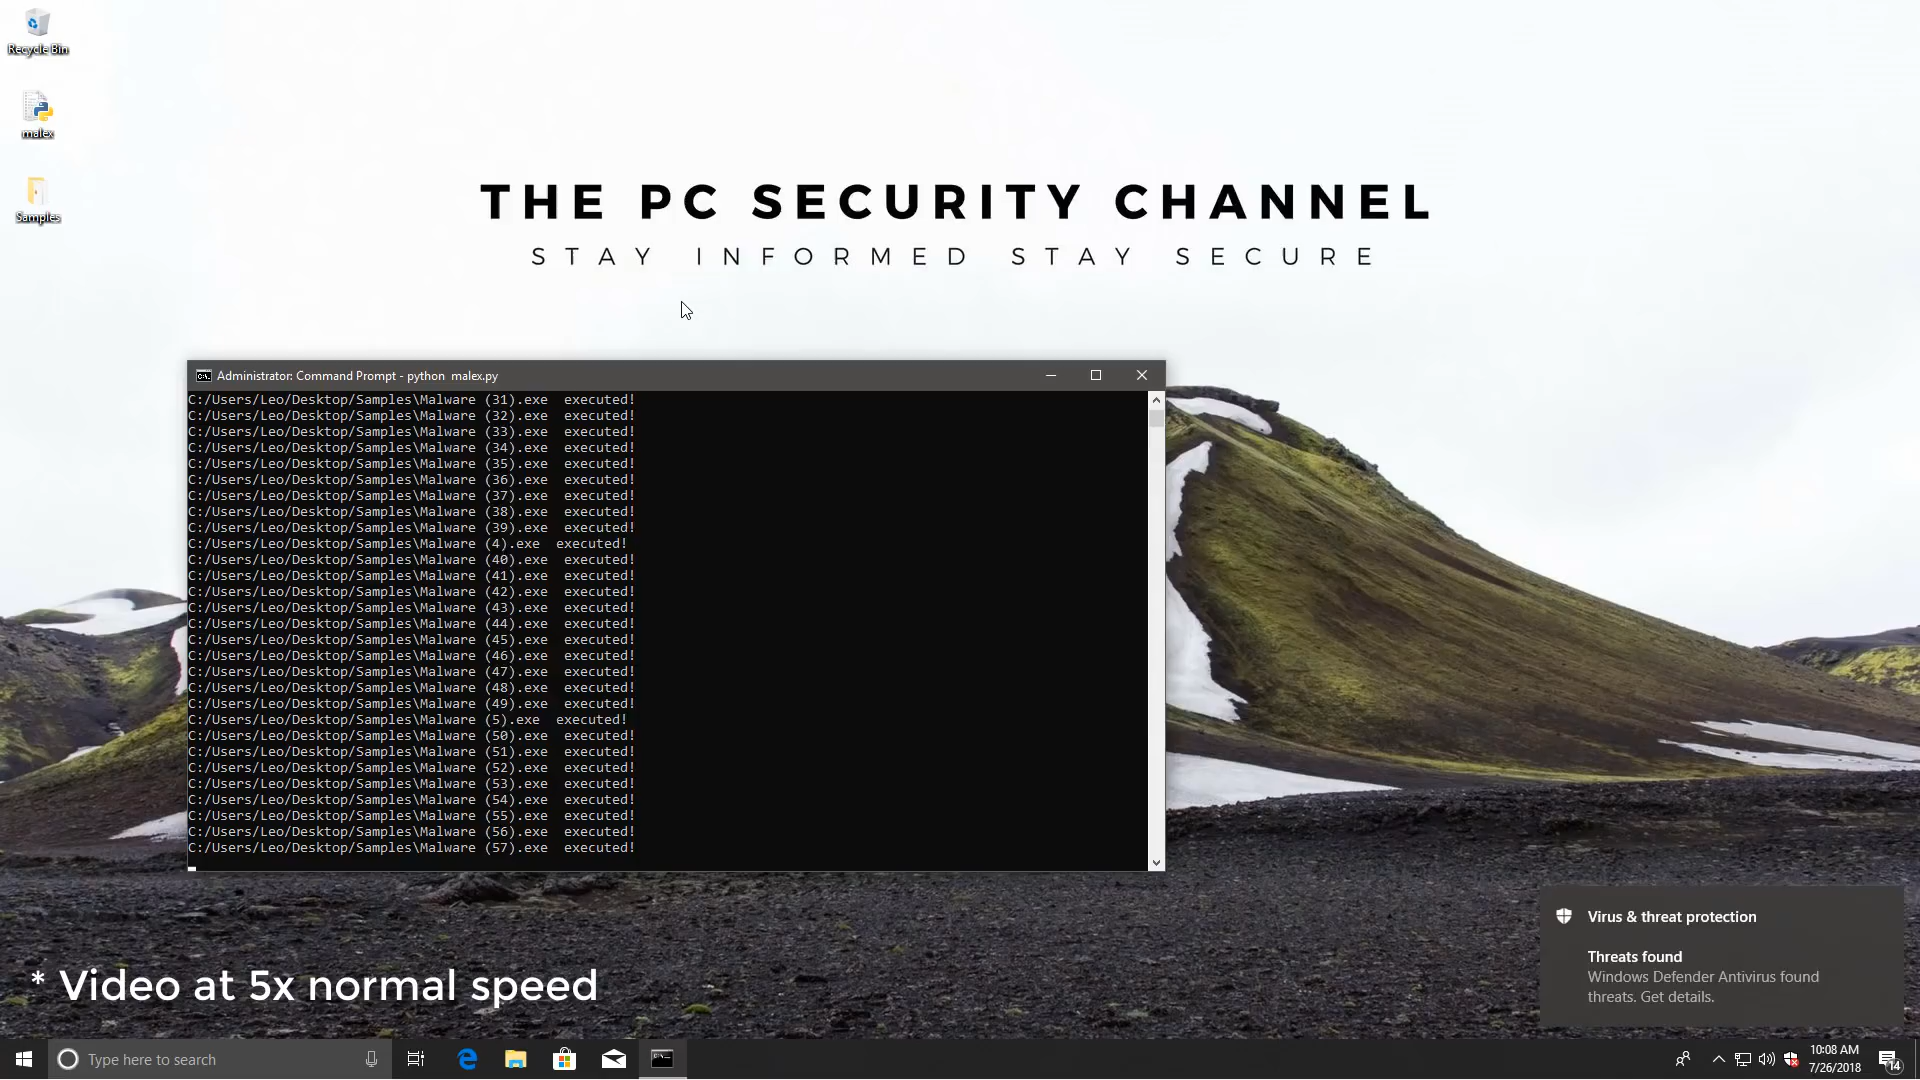 Recycle Bin
malex
Samples
THE PC SECURITY CHANNEL
STAY INFORMED STAY SECURE
Administrator: Command Prompt - python  malex.py
C:/Users/Leo/Desktop/Samples\Malware (31).exe  executed!
C:/Users/Leo/Desktop/Samples\Malware (32).exe  executed!
C:/Users/Leo/Desktop/Samples\Malware (33).exe  executed!
C:/Users/Leo/Desktop/Samples\Malware (34).exe  executed!
C:/Users/Leo/Desktop/Samples\Malware (35).exe  executed!
C:/Users/Leo/Desktop/Samples\Malware (36).exe  executed!
C:/Users/Leo/Desktop/Samples\Malware (37).exe  executed!
C:/Users/Leo/Desktop/Samples\Malware (38).exe  executed!
C:/Users/Leo/Desktop/Samples\Malware (39).exe  executed!
C:/Users/Leo/Desktop/Samples\Malware (4).exe  executed!
C:/Users/Leo/Desktop/Samples\Malware (40).exe  executed!
C:/Users/Leo/Desktop/Samples\Malware (41).exe  executed!
C:/Users/Leo/Desktop/Samples\Malware (42).exe  executed!
C:/Users/Leo/Desktop/Samples\Malware (43).exe  executed!
C:/Users/Leo/Desktop/Samples\Malware (44).exe  executed!
C:/Users/Leo/Desktop/Samples\Malware (45).exe  executed!
C:/Users/Leo/Desktop/Samples\Malware (46).exe  executed!
C:/Users/Leo/Desktop/Samples\Malware (47).exe  executed!
C:/Users/Leo/Desktop/Samples\Malware (48).exe  executed!
C:/Users/Leo/Desktop/Samples\Malware (49).exe  executed!
C:/Users/Leo/Desktop/Samples\Malware (5).exe  executed!
C:/Users/Leo/Desktop/Samples\Malware (50).exe  executed!
C:/Users/Leo/Desktop/Samples\Malware (51).exe  executed!
C:/Users/Leo/Desktop/Samples\Malware (52).exe  executed!
C:/Users/Leo/Desktop/Samples\Malware (53).exe  executed!
C:/Users/Leo/Desktop/Samples\Malware (54).exe  executed!
C:/Users/Leo/Desktop/Samples\Malware (55).exe  executed!
C:/Users/Leo/Desktop/Samples\Malware (56).exe  executed!
C:/Users/Leo/Desktop/Samples\Malware (57).exe  executed!
Virus & threat protection
Threats found
Windows Defender Antivirus found
threats. Get details.
* Video at 5x normal speed
Type here to search
10:08 AM
7/26/2018
14